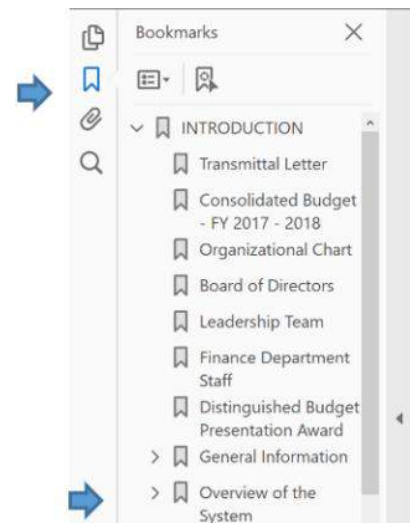 Bookmarks
INTRODUCTION
Transmittal Letter
Consolidated Budget
- FY 2017 - 2018
Organizational Chart
Board of Directors
Leadership Team
Finance Department
Staff
Distinguished Budget
Presentation Award
General Information
Overview of the
System